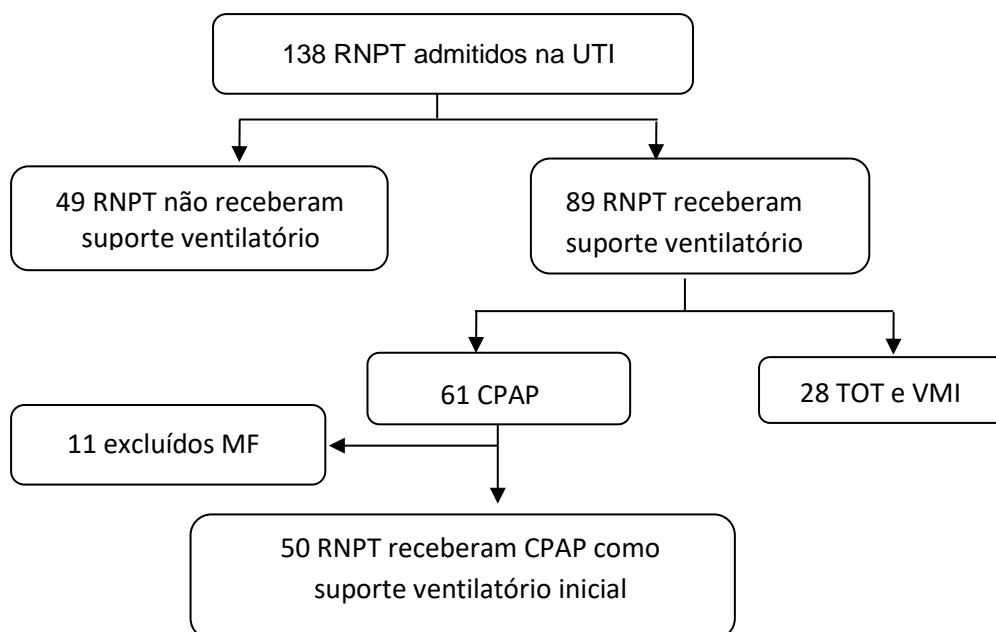 138 RNPT admitidos na UTI
49 RNPT não receberam
suporte ventilatório
89 RNPT receberam
suporte ventilatório
61 CPAP
28 TOT e VMI
11 excluídos MF
50 RNPT receberam CPAP como
suporte ventilatório inicial